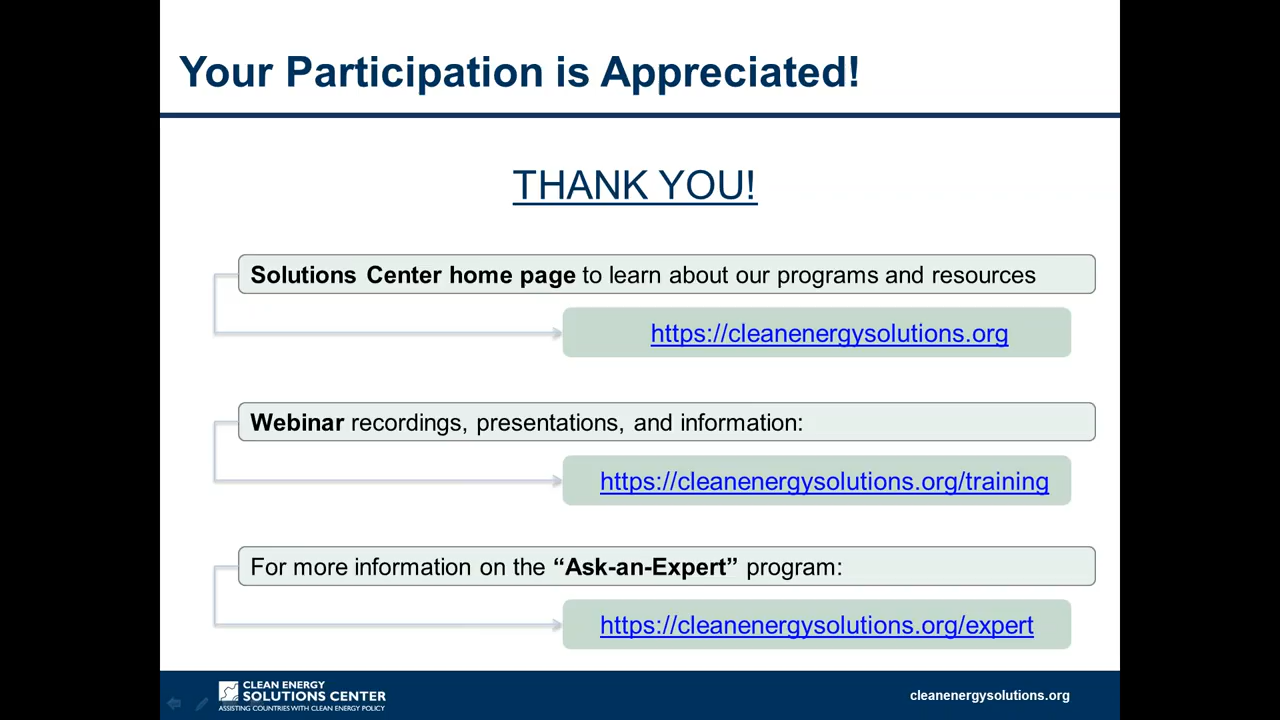 Your Participation is Appreciated!
THANK YOU!
Solutions Center home page to learn about our programs and resources
https://cleanenergysolutions.org
Webinar recordings, presentations, and information:
https://cleanenergysolutions.org/training
For more information on the “Ask-an-Expert” program:
https://cleanenergysolutions.org/expert
CLEAN ENERGY
SOLUTIONS CENTER
ASSISTING COUNTRIES WITH CLEAN ENERGY POLICY
cleanenergysolutions.org